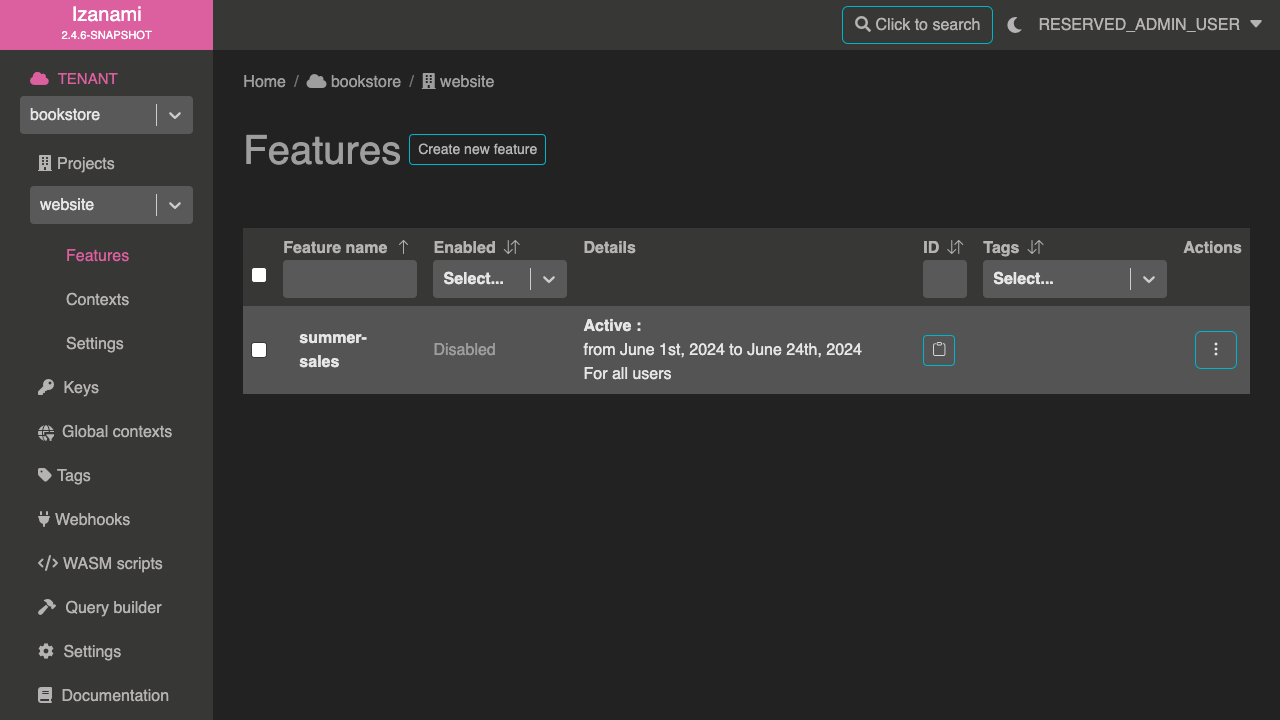 Izanami
2.4.6-SNAPSHOT
Click to search
RESERVED_ADMIN_USER
TENANT
bookstore
Projects
website
Features
Contexts
Settings
Keys
Global contexts
Tags
Webhooks
WASM scripts
Query builder
Settings
Documentation
Home / bookstore / website
Features Create new feature
Feature name Enabled Details ID Tags Actions
Select... Select...
summer-
sales
Disabled
Active :
from June 1st, 2024 to June 24th, 2024
For all users